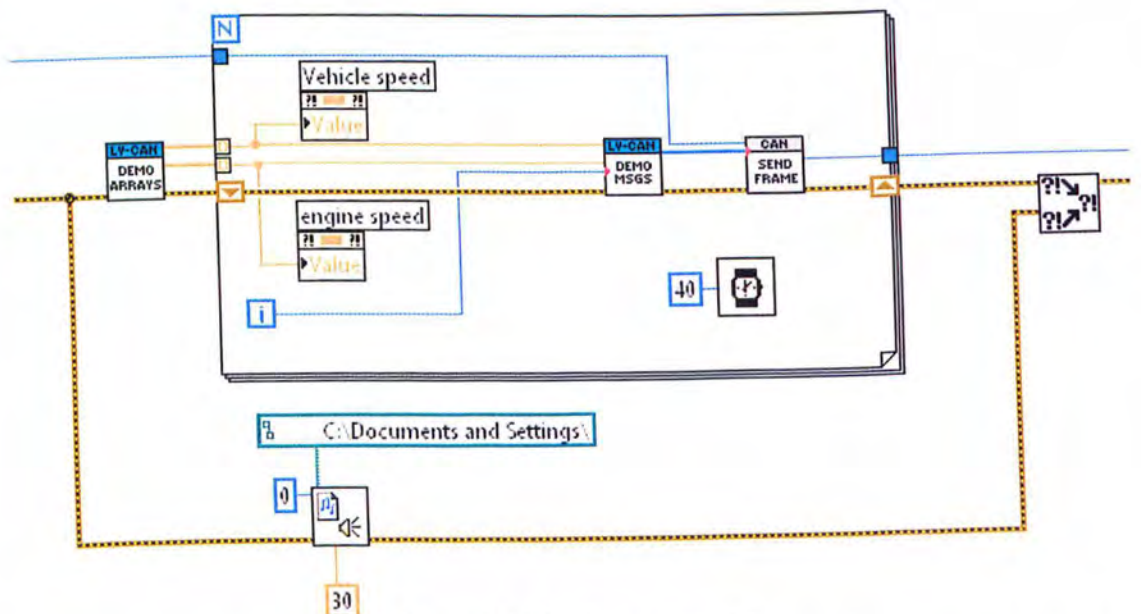 N
Vehicle speed
?! ?!
Value
LV-CAN
DEMO
ARRAYS
LV-CAN
DEMO
MSGS
CAN
SEND
FRAME
engine speed
?! ?!
Value
i
40
?!
?! ?!
C:\Documents and Settings\
0
30